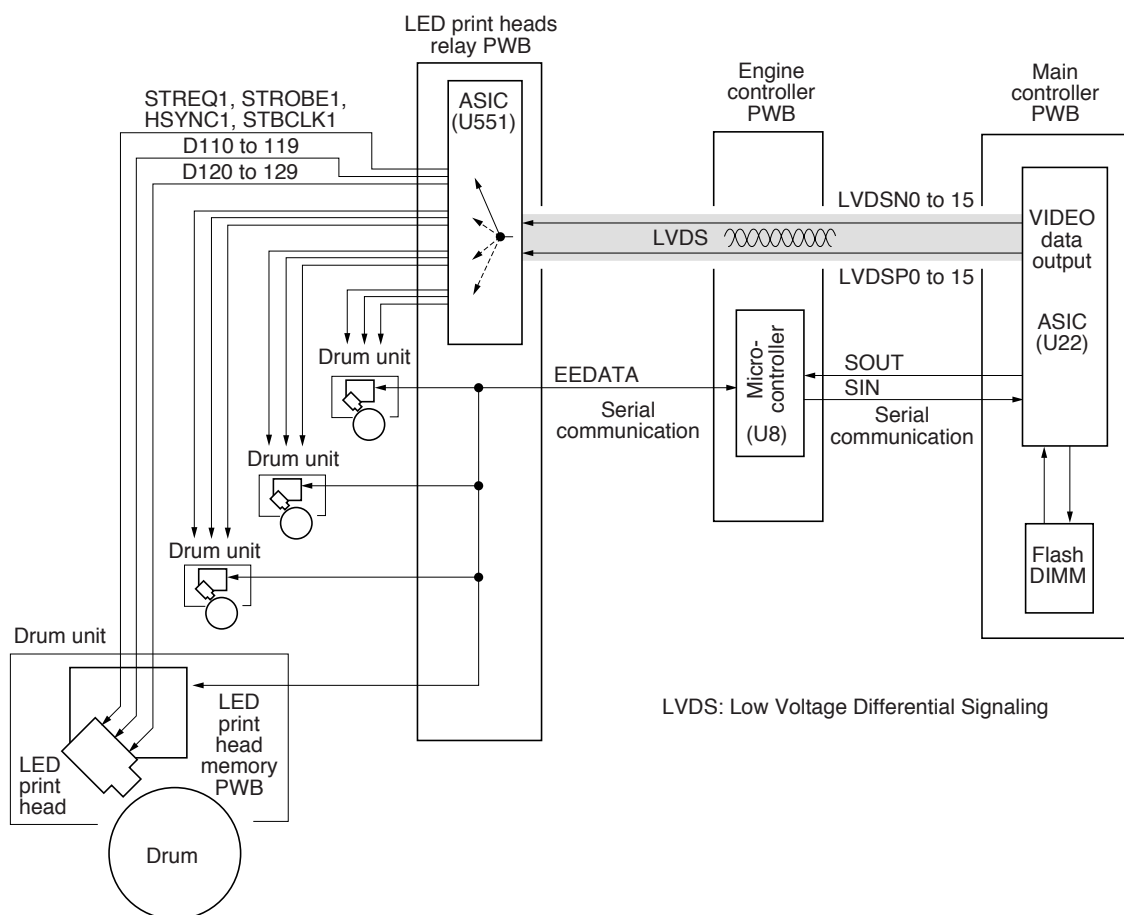 LED print heads
relay PWB
Engine
controller
PWB
Main
controller
PWB
STREQ1, STROBE1,
HSYNC1, STBCLK1
D110 to 119
D120 to 129
ASIC
(U551)
LVDSN0 to 15
LVDS
LVDSP0 to 15
VIDEO
data
output
ASIC
(U22)
Drum unit
EEDATA
Serial
communication
Micro-
controller
(U8)
SOUT
SIN
Serial
communication
Drum unit
Drum unit
Flash
DIMM
Drum unit
LED
print
head
LED
print
head
memory
PWB
Drum
LVDS: Low Voltage Differential Signaling